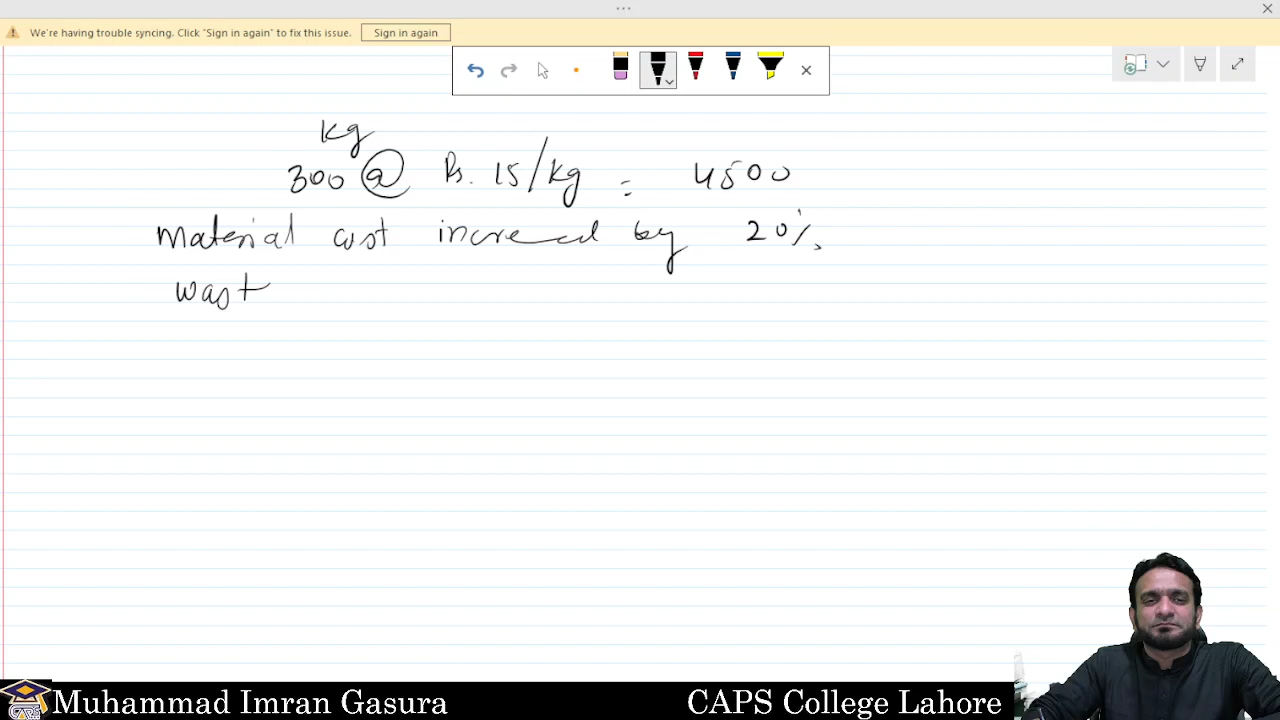 We're having trouble syncing. Click "Sign in again" to fix this issue. Sign in again
kg
300 @ Rs. 15/kg = 4500
Material cost increased by 20%
wast
Muhammad Imran Gasura CAPS College Lahore